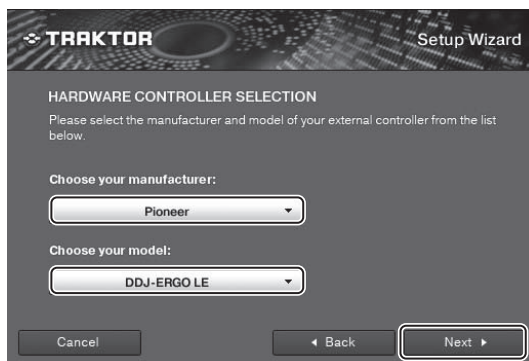 TRAKTOR
Setup Wizard
HARDWARE CONTROLLER SELECTION
Please select the manufacturer and model of your external controller from the list
below.
Choose your manufacturer:
Pioneer
Choose your model:
DDJ-ERGO LE
Cancel
Back
Next